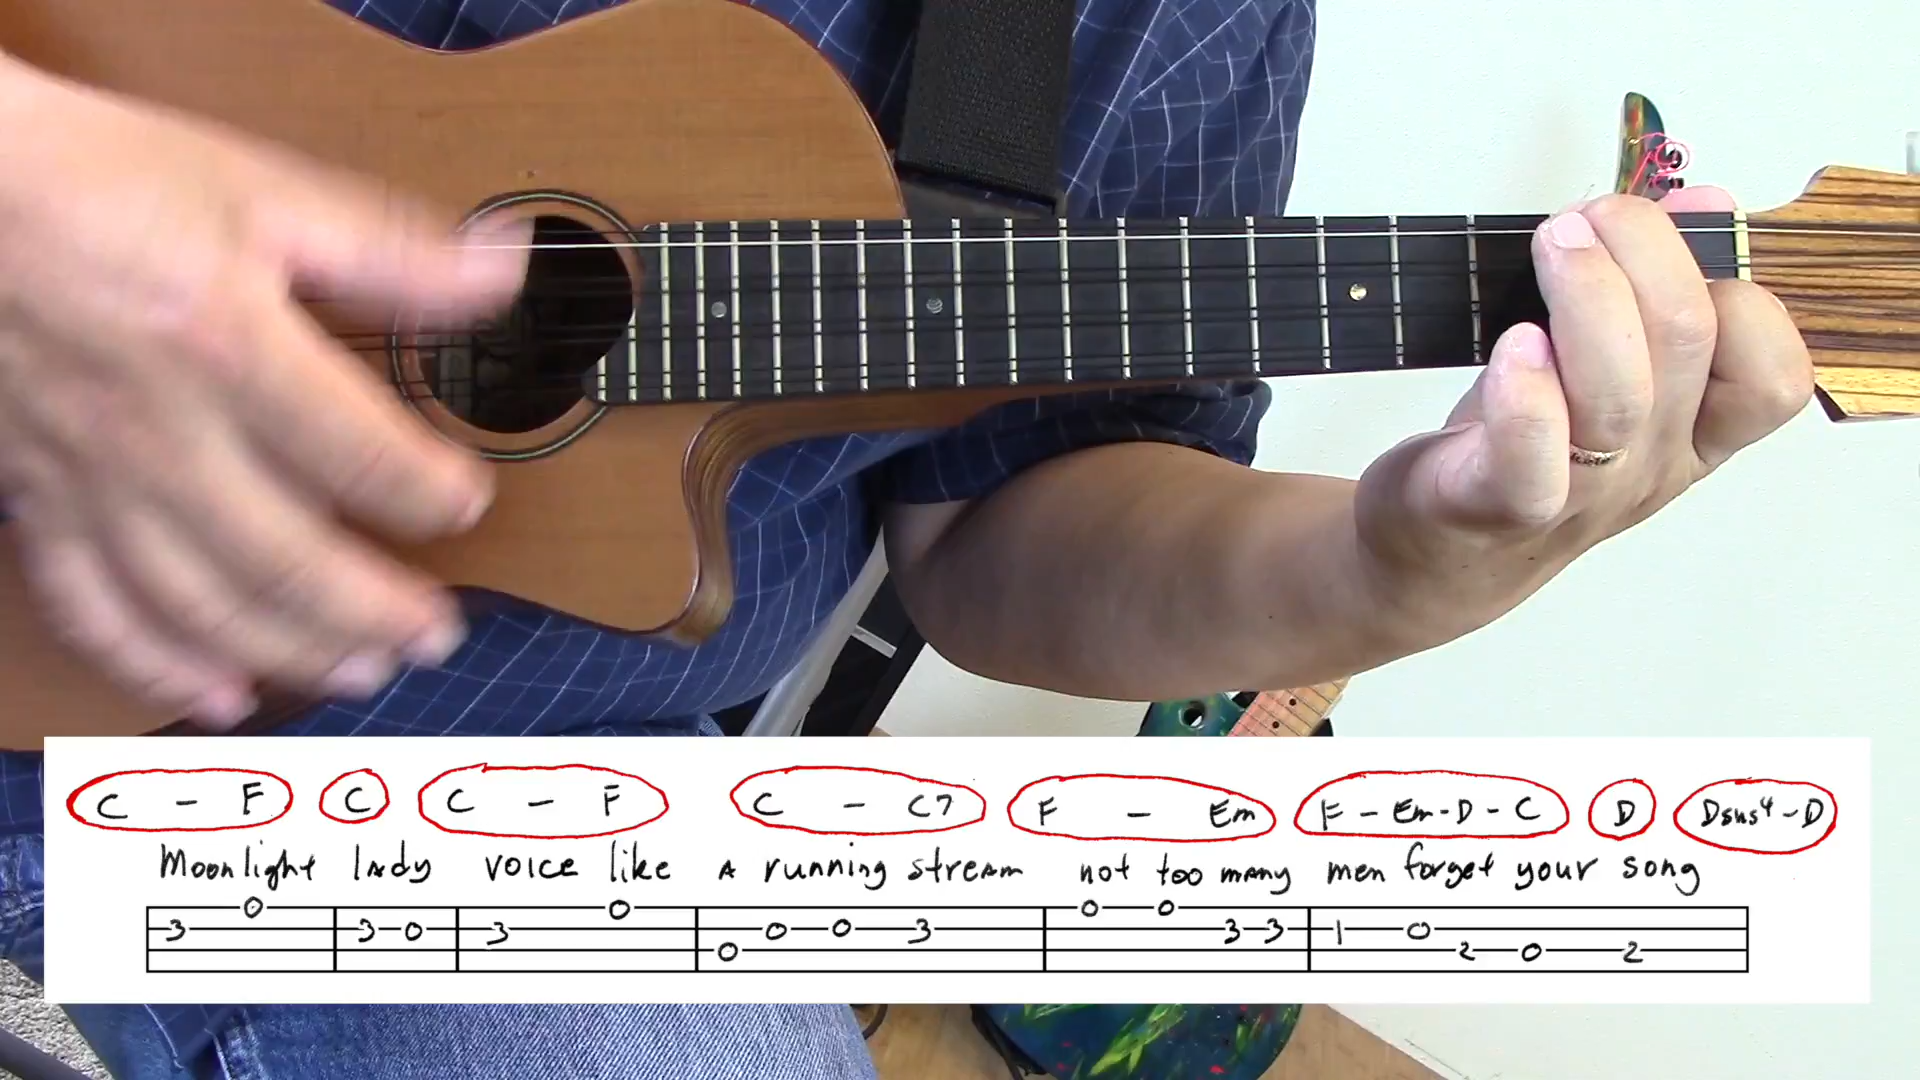 C - F C C - F C - C7 F - Em F - Em - D - C D Dsus4 - D
Moonlight lady voice like a running stream not too many men forget your song
0 0 0 0
3 3 0 3 0 0 3 3 3 1 0
0 2 0 2